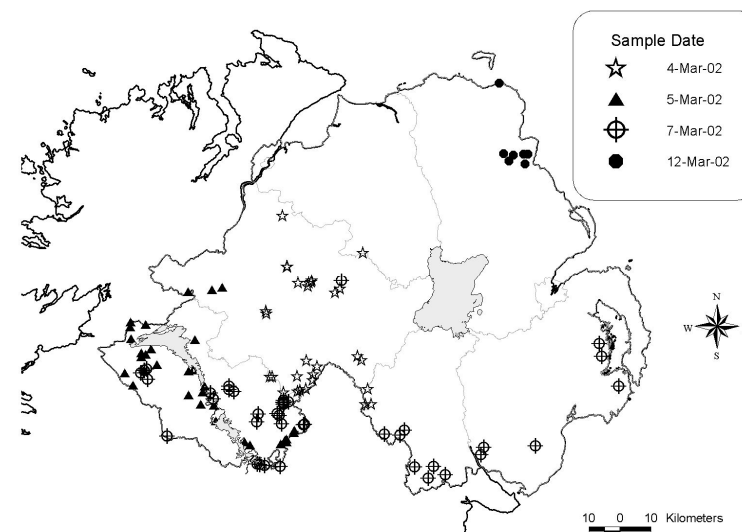 Sample Date
4-Mar-02
5-Mar-02
7-Mar-02
12-Mar-02
N
W E
S
10 0 10 Kilometers